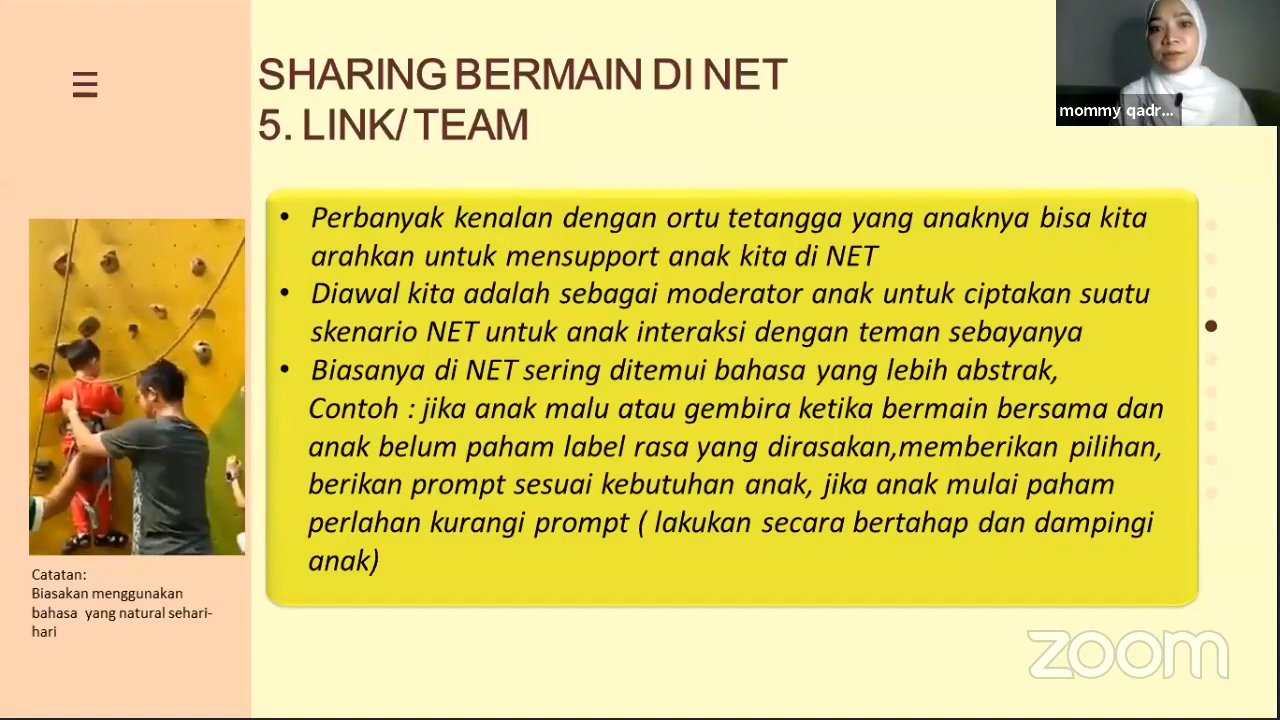 SHARING BERMAIN DI NET
5. LINK/ TEAM
mommy qadr...
• Perbanyak kenalan dengan ortu tetangga yang anaknya bisa kita
arahkan untuk mensupport anak kita di NET
• Diawal kita adalah sebagai moderator anak untuk ciptakan suatu
skenario NET untuk anak interaksi dengan teman sebayanya
• Biasanya di NET sering ditemui bahasa yang lebih abstrak,
Contoh : jika anak malu atau gembira ketika bermain bersama dan
anak belum paham label rasa yang dirasakan,memberikan pilihan,
berikan prompt sesuai kebutuhan anak, jika anak mulai paham
perlahan kurangi prompt ( lakukan secara bertahap dan dampingi
anak)
Catatan:
Biasakan menggunakan
bahasa yang natural sehari-
hari
zoom